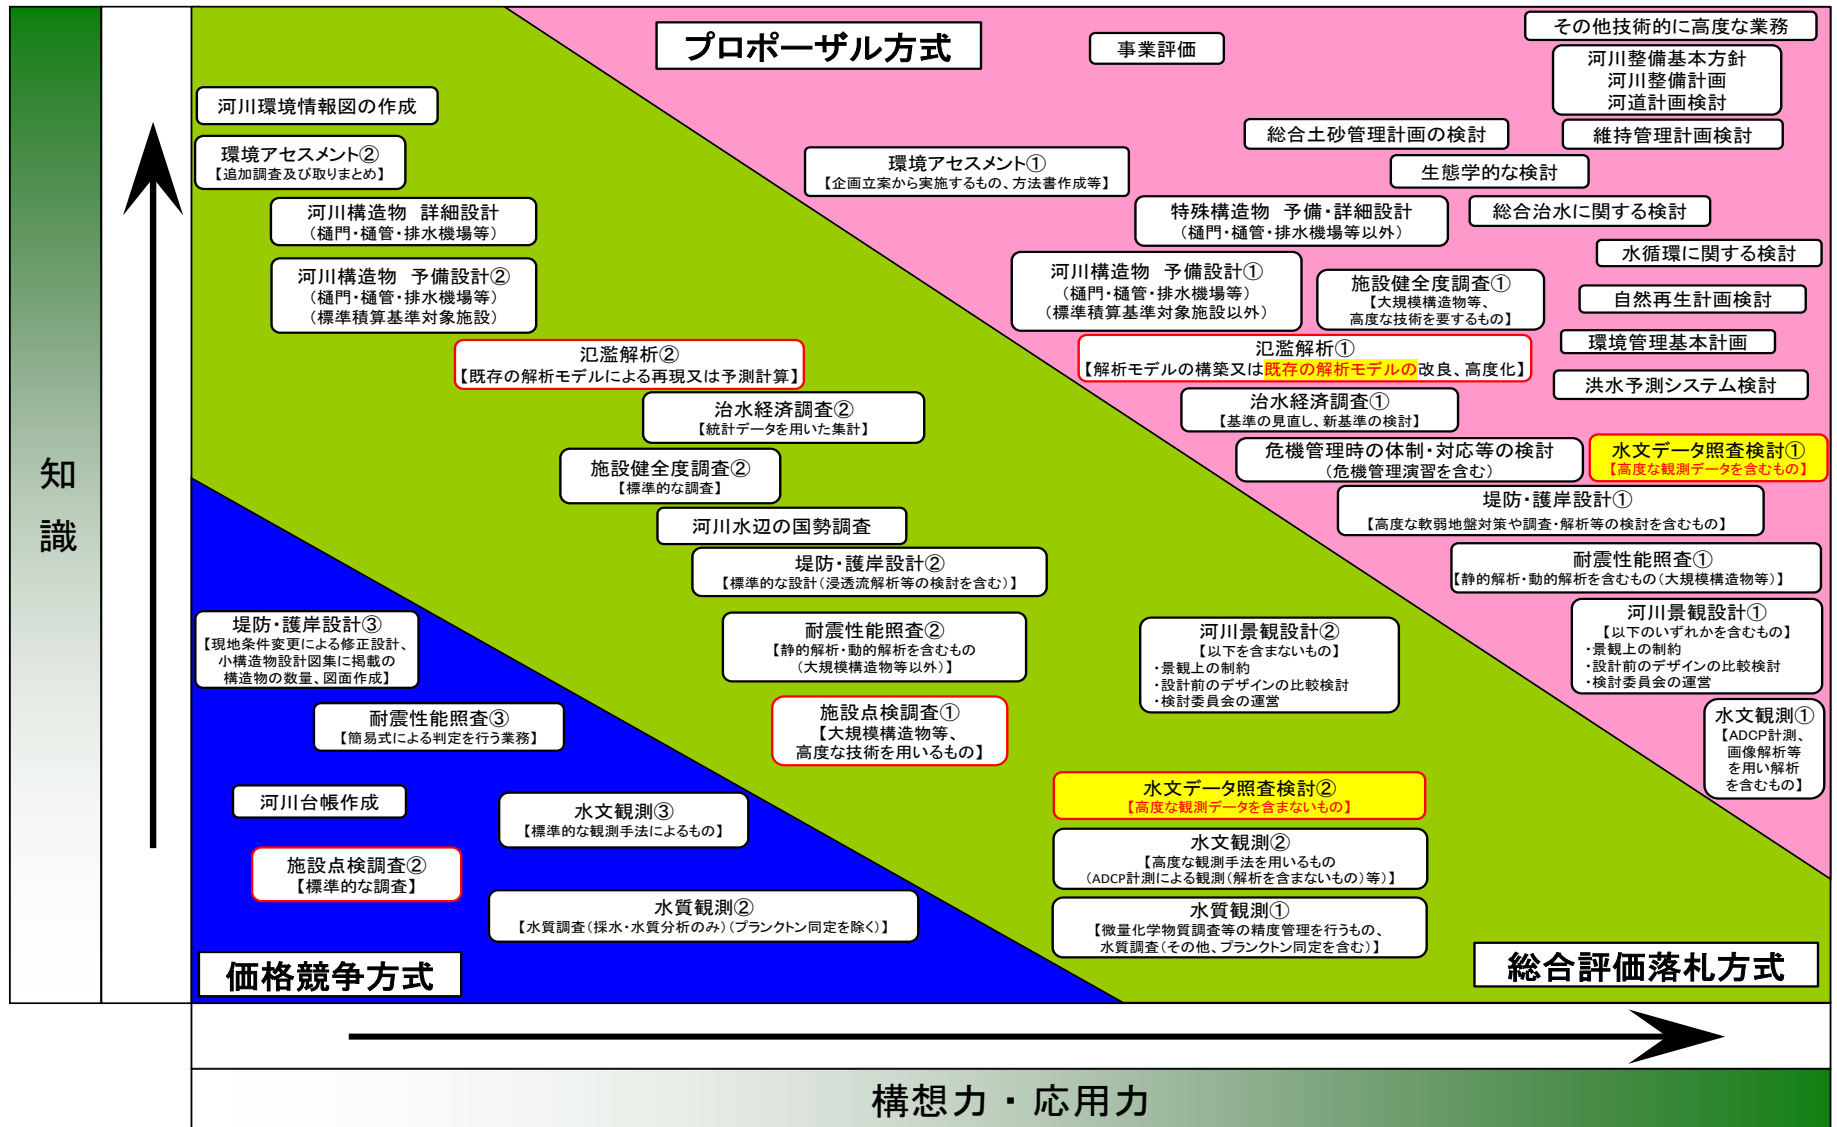 プロポーザル方式
事業評価
その他技術的に高度な業務
河川整備基本方針
河川整備計画
河道計画検討
河川環境情報図の作成
総合土砂管理計画の検討
維持管理計画検討
環境アセスメント②
【追加調査及び取りまとめ】
環境アセスメント①
【企画立案から実施するもの、方法書作成等】
生態学的な検討
河川構造物　詳細設計
（樋門・樋管・排水機場等）
特殊構造物　予備・詳細設計
（樋門・樋管・排水機場等以外）
総合治水に関する検討
水循環に関する検討
河川構造物　予備設計②
（樋門・樋管・排水機場等）
（標準積算基準対象施設）
河川構造物　予備設計①
（樋門・樋管・排水機場等）
（標準積算基準対象施設以外）
施設健全度調査①
【大規模構造物等、
高度な技術を要するもの】
自然再生計画検討
氾濫解析②
【既存の解析モデルによる再現又は予測計算】
氾濫解析①
【解析モデルの構築又は既存の解析モデルの改良、高度化】
環境管理基本計画
洪水予測システム検討
治水経済調査②
【統計データを用いた集計】
治水経済調査①
【基準の見直し、新基準の検討】
施設健全度調査②
【標準的な調査】
危機管理時の体制・対応等の検討
（危機管理演習を含む）
水文データ照査検討①
【高度な観測データを含むもの】
知
識
河川水辺の国勢調査
堤防・護岸設計①
【高度な軟弱地盤対策や調査・解析等の検討を含むもの】
堤防・護岸設計②
【標準的な設計（浸透流解析等の検討を含む）】
耐震性能照査①
【静的解析・動的解析を含むもの（大規模構造物等）】
堤防・護岸設計③
【現地条件変更による修正設計、
小構造物設計図集に掲載の
構造物の数量、図面作成】
耐震性能照査②
【静的解析・動的解析を含むもの
（大規模構造物等以外）】
河川景観設計②
【以下を含まないもの】
・景観上の制約
・設計前のデザインの比較検討
・検討委員会の運営
河川景観設計①
【以下のいずれかを含むもの】
・景観上の制約
・設計前のデザインの比較検討
・検討委員会の運営
耐震性能照査③
【簡易式による判定を行う業務】
施設点検調査①
【大規模構造物等、
高度な技術を用いるもの】
水文観測①
【ADCP計測、
画像解析等
を用い解析
を含むもの】
河川台帳作成
水文観測③
【標準的な観測手法によるもの】
水文データ照査検討②
【高度な観測データを含まないもの】
施設点検調査②
【標準的な調査】
水文観測②
【高度な観測手法を用いるもの
（ADCP計測による観測（解析を含まないもの）等）】
水質観測②
【水質調査（採水・水質分析のみ）（プランクトン同定を除く）】
水質観測①
【微量化学物質調査等の精度管理を行うもの、
水質調査（その他、プランクトン同定を含む）】
価格競争方式
総合評価落札方式
構想力・応用力